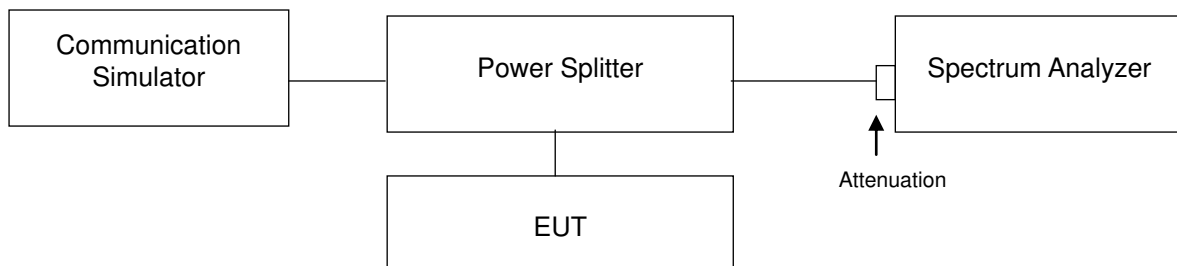 Communication
Simulator
Power Splitter
Spectrum Analyzer
Attenuation
EUT